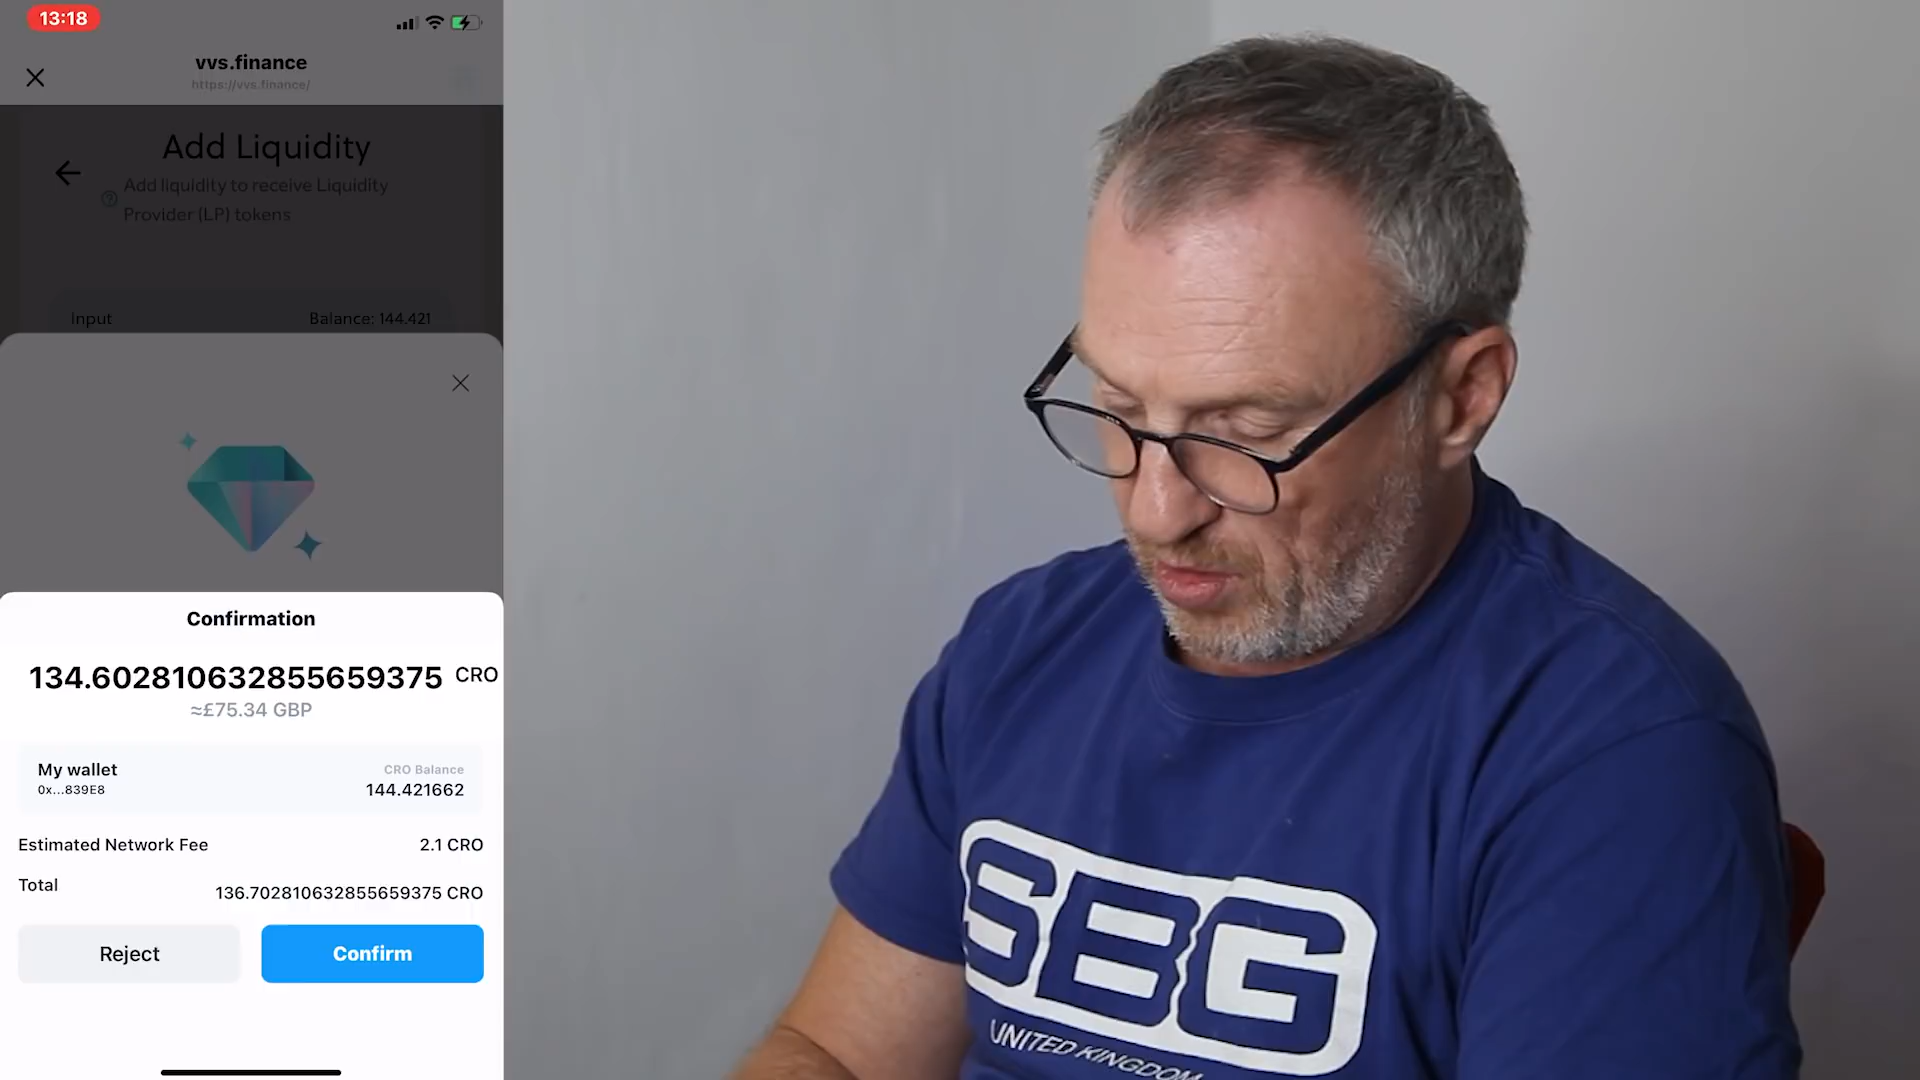 13:18
vvs.finance
https://vvs.finance/
Add Liquidity
Add liquidity to receive Liquidity
Provider (LP) tokens
Input
Balance: 144.421
Confirmation
134.602810632855659375 CRO
≈£75.34 GBP
My wallet
CRO Balance
0x...839E8
144.421662
Estimated Network Fee
2.1 CRO
Total
136.702810632855659375 CRO
Reject
Confirm
SBG
UNITED KINGDOM